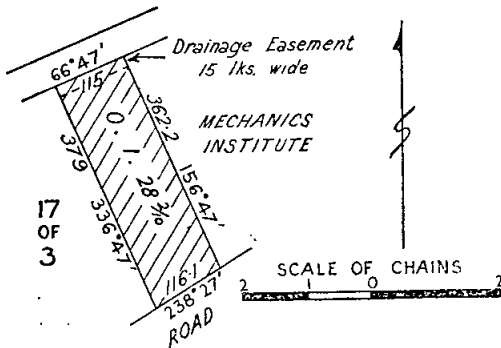 66°47'
115
Drainage Easement
15 lks. wide
362·2
MECHANICS
INSTITUTE
0. 1. 28 3/10
379
156°47'
336°47'
17
OF
3
116·1
238°27'
ROAD
SCALE OF CHAINS
2 1 0 2